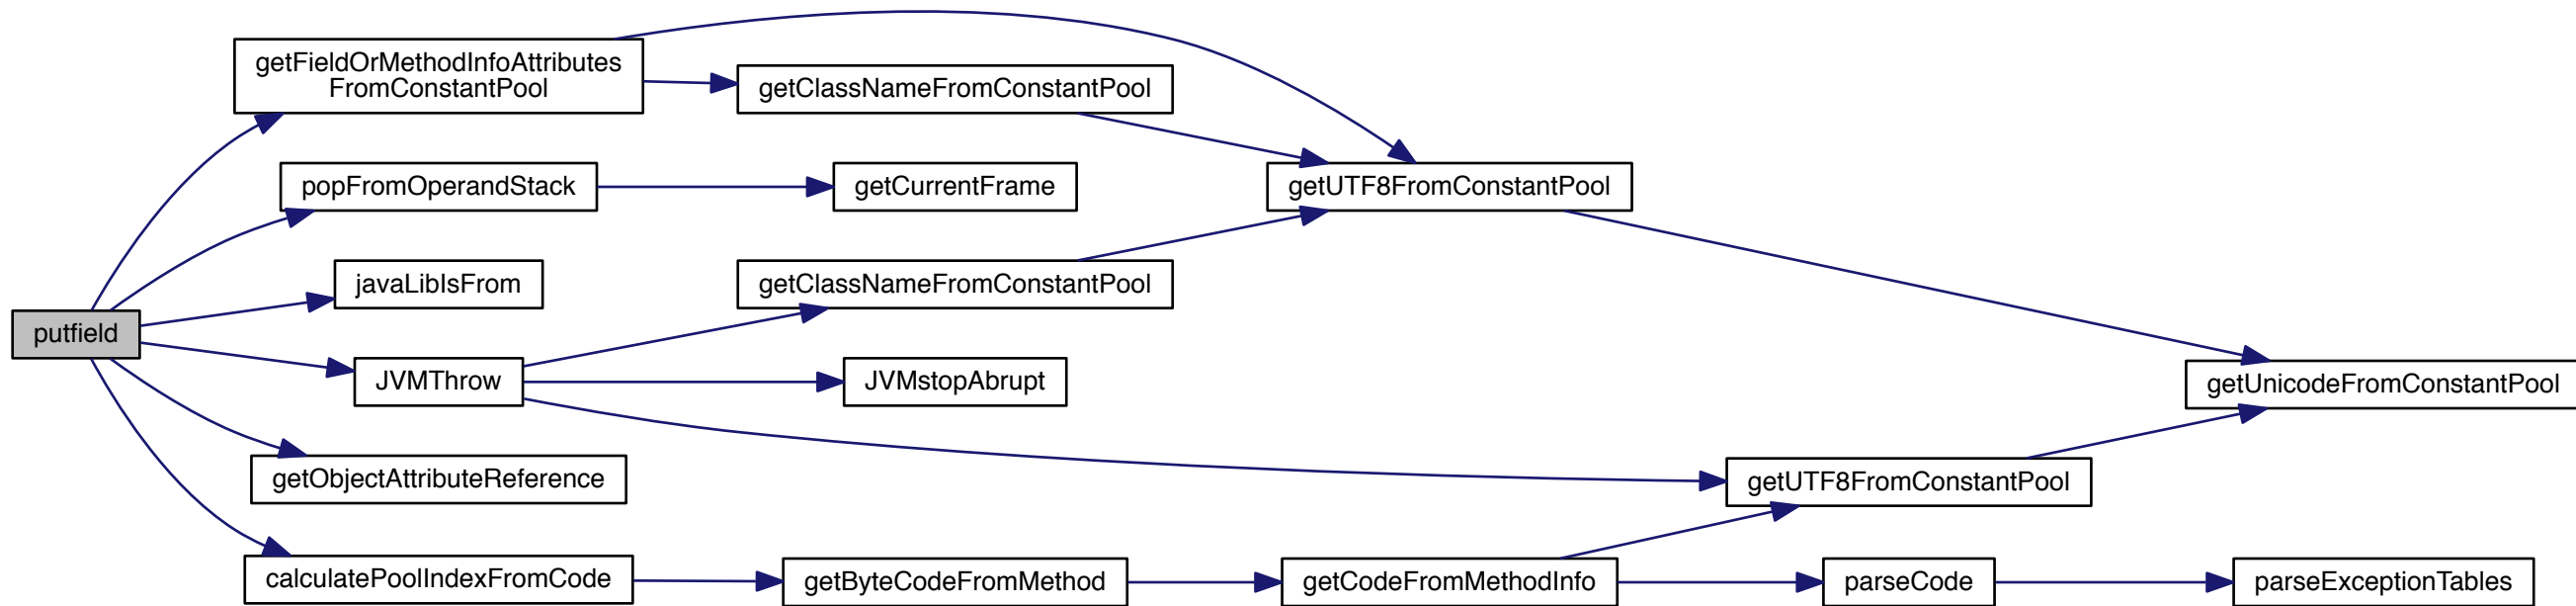 putfield
getFieldOrMethodInfoAttributes
FromConstantPool
popFromOperandStack
javaLibIsFrom
JVMThrow
getObjectAttributeReference
calculatePoolIndexFromCode
getClassNameFromConstantPool
getCurrentFrame
getClassNameFromConstantPool
JVMstopAbrupt
getByteCodeFromMethod
getUTF8FromConstantPool
getCodeFromMethodInfo
getUTF8FromConstantPool
parseCode
getUnicodeFromConstantPool
parseExceptionTables